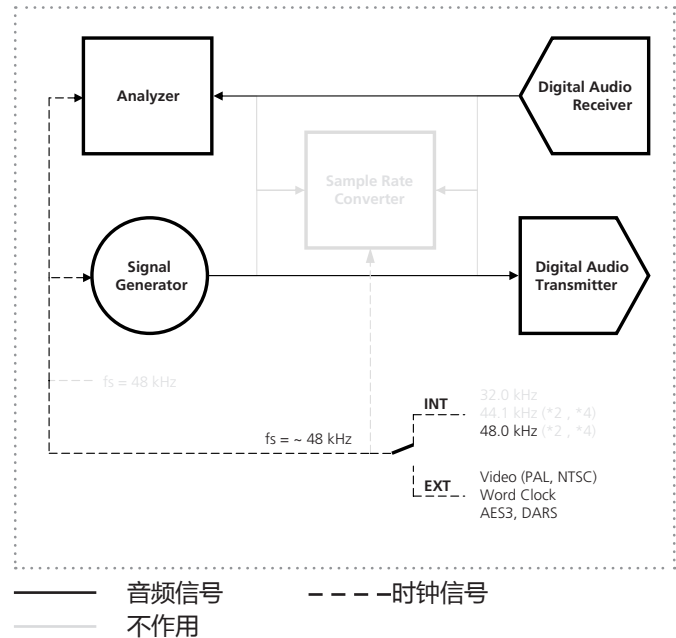 Analyzer
Digital Audio
Receiver
Sample Rate
Converter
Signal
Generator
Digital Audio
Transmitter
fs = 48 kHz
fs = ~ 48 kHz
INT
32.0 kHz
44.1 kHz (*2 , *4)
48.0 kHz (*2 , *4)
EXT
Video (PAL, NTSC)
Word Clock
AES3, DARS
音频信号
时钟信号
不作用